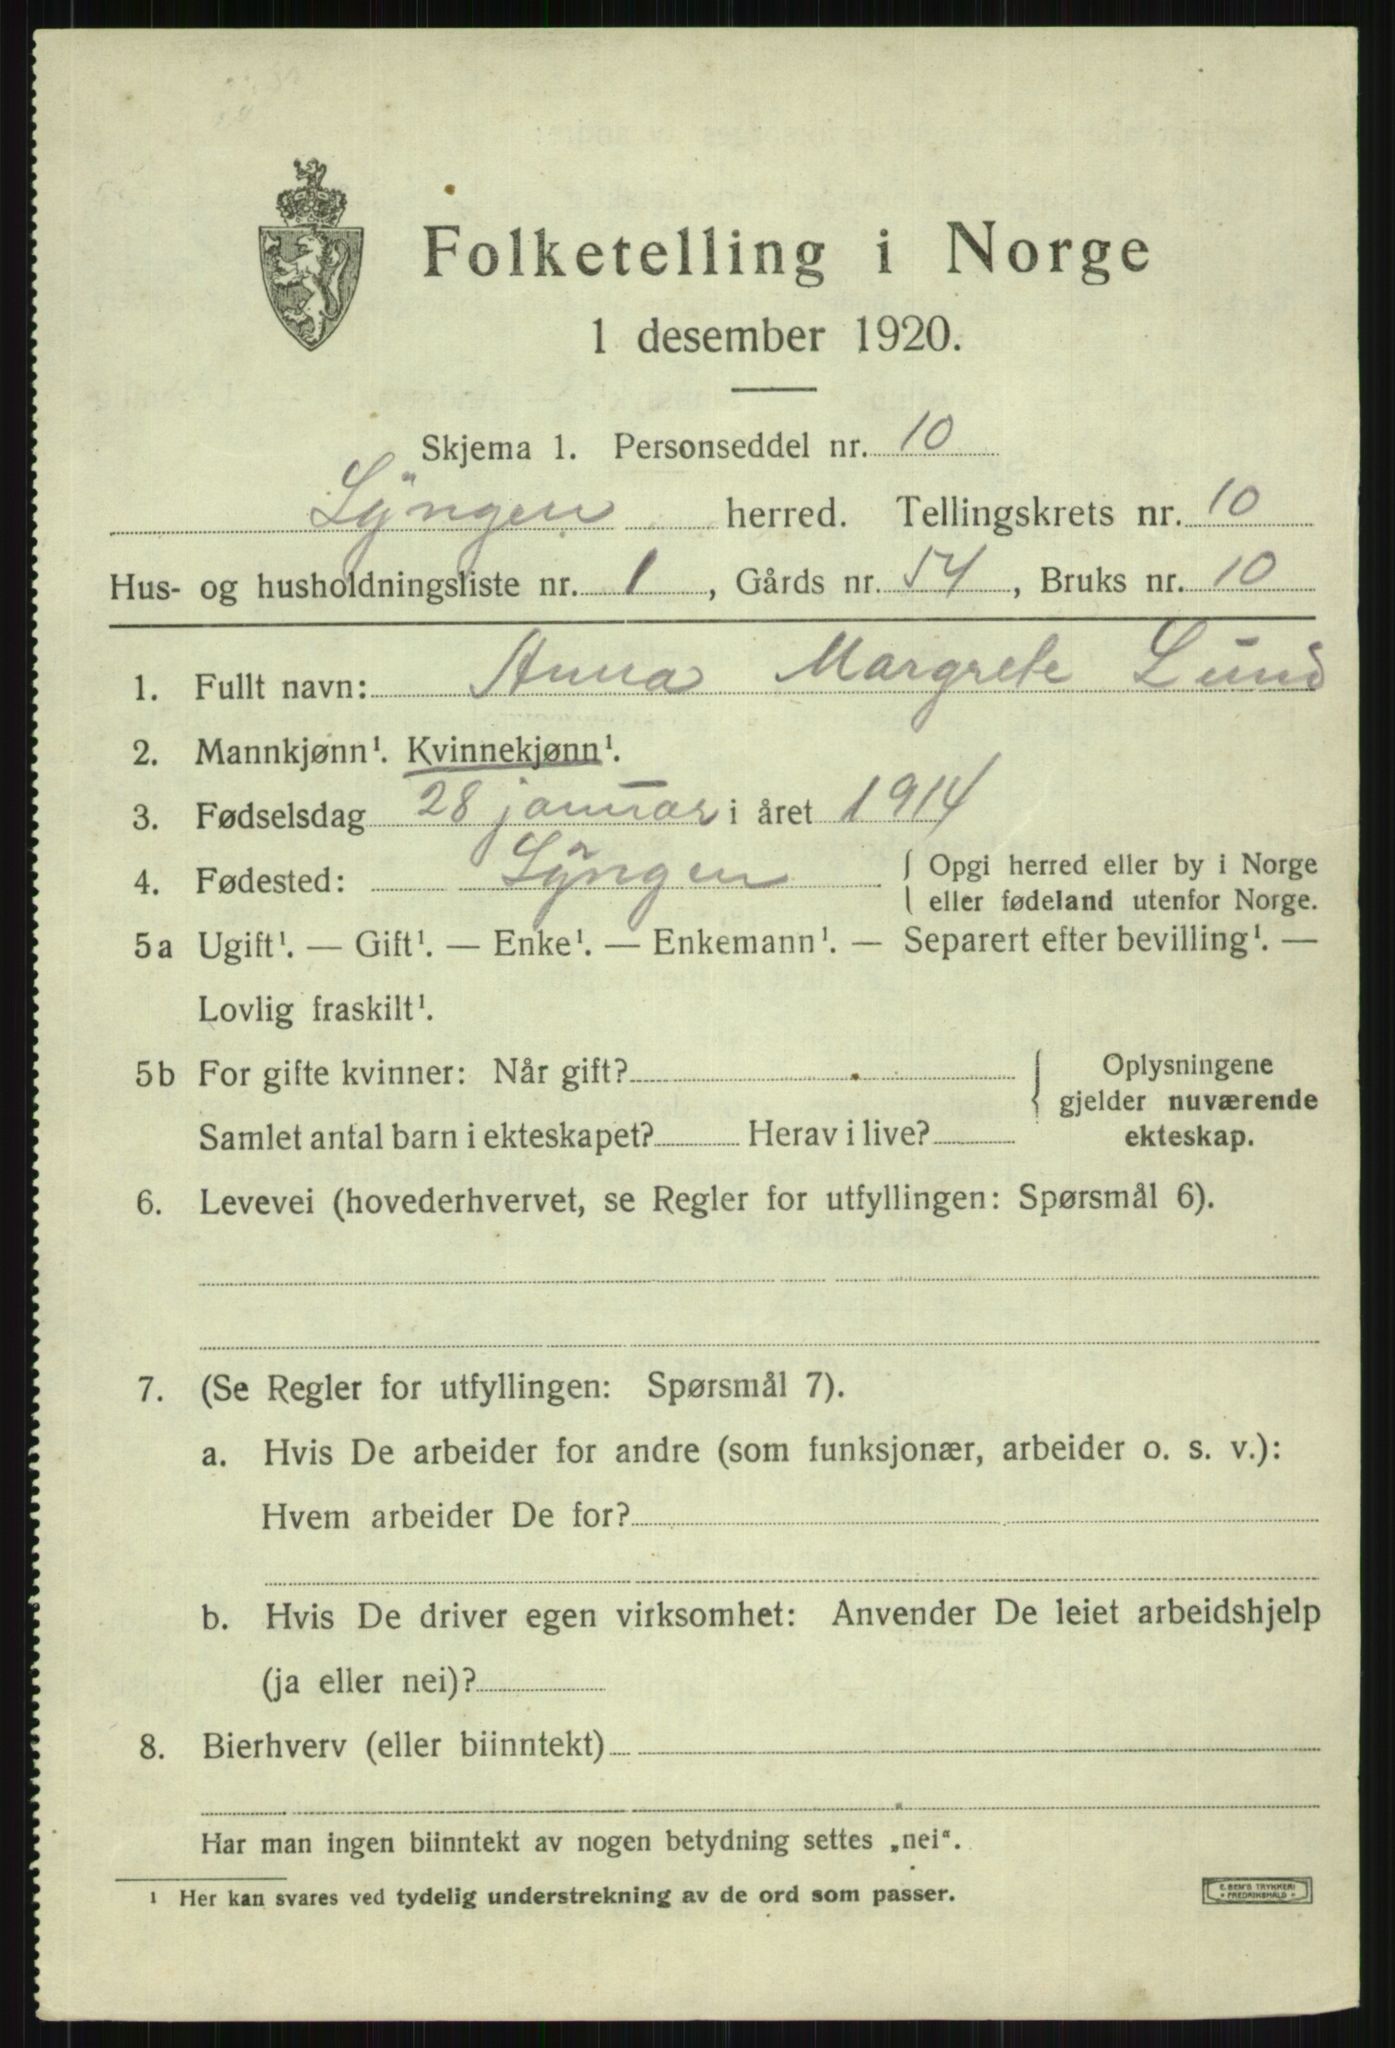 Folketelling i Norge
1 desember 1920.
Skjema 1. Personseddel nr. 10
Lyngen herred. Tellingskrets nr. 10
Hus- og husholdningsliste nr. 1, Gårds nr. 54, Bruks nr. 10
1. Fullt navn: Anna Margrete Lund
2. Mannkjønn¹. Kvinnekjønn¹.
3. Fødselsdag 28 januar i året 1914
4. Fødested: Lyngen { Opgi herred eller by i Norge
eller fødeland utenfor Norge.
5a Ugift¹. — Gift¹. — Enke¹. — Enkemann¹. — Separert efter bevilling¹. —
Lovlig fraskilt¹.
5b For gifte kvinner: Når gift?
Samlet antal barn i ekteskapet? Herav i live?
{ Oplysningene
gjelder nuværende
ekteskap.
6. Levevei (hovederhvervet, se Regler for utfyllingen: Spørsmål 6).
7. (Se Regler for utfyllingen: Spørsmål 7).
a. Hvis De arbeider for andre (som funksjonær, arbeider o. s. v.):
Hvem arbeider De for?
b. Hvis De driver egen virksomhet: Anvender De leiet arbeidshjelp
(ja eller nei)?
8. Bierhverv (eller biinntekt)
Har man ingen biinntekt av nogen betydning settes „nei“.
¹ Her kan svares ved tydelig understrekning av de ord som passer.
E. SEM'S TRYKKERI
• FREDRIKSHALD •